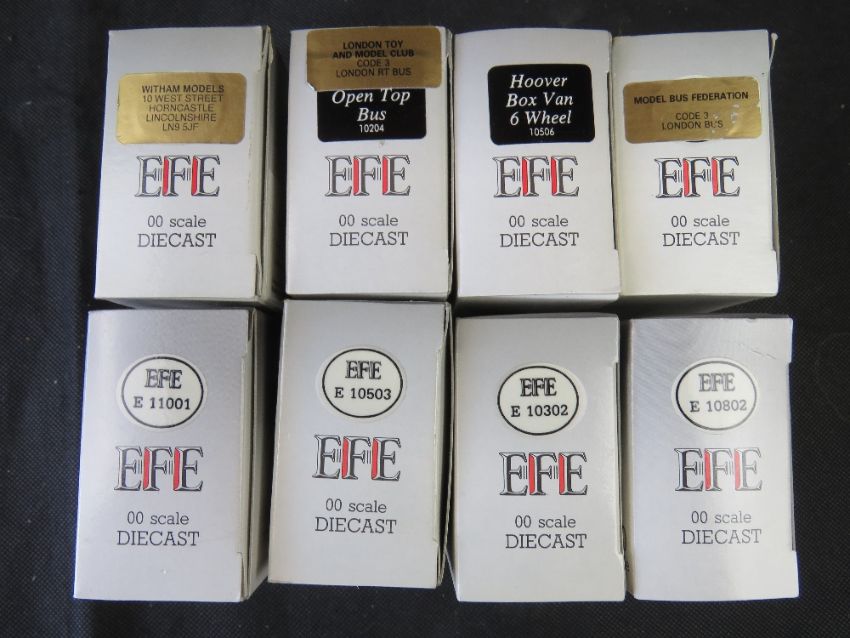 WITHAM MODELS
10 WEST STREET
HORNCASTLE
LINCOLNSHIRE
LN9 5JF
EFE
00 scale
DIECAST
LONDON TOY
AND MODEL CLUB
CODE 3
LONDON RT BUS
Open Top
Bus
10204
EFE
00 scale
DIECAST
Hoover
Box Van
6 Wheel
10506
EFE
00 scale
DIECAST
MODEL BUS FEDERATION
CODE 3
LONDON BUS
EFE
00 scale
DIECAST
EFE
E 11001
EFE
00 scale
DIECAST
EFE
E 10503
EFE
00 scale
DIECAST
EFE
E 10302
EFE
00 scale
DIECAST
EFE
E 10802
EFE
00 scale
DIECAST